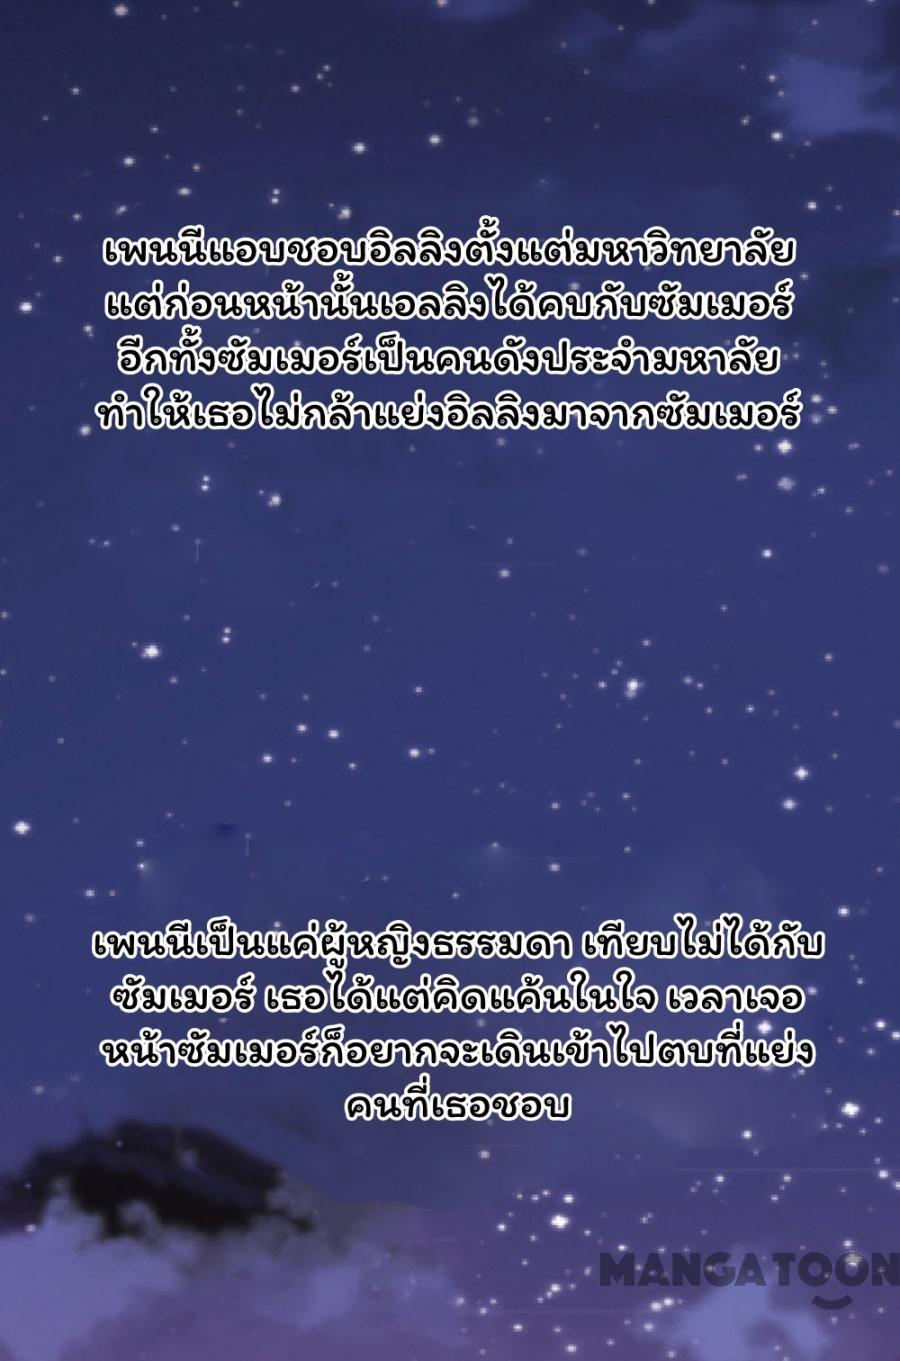 เพนนีแอบชอบอิลลิงตั้งแต่มหาวิทยาลัย
แต่ก่อนหน้านั้นเอลลิงได้คบกับซัมเมอร์
อีกทั้งซัมเมอร์เป็นคนดังประจำมหาลัย
ทำให้เธอไม่กล้าแย่งอิลลิงมาจากซัมเมอร์
เพนนีเป็นแค่ผู้หญิงธรรมดา เทียบไม่ได้กับ
ซัมเมอร์ เธอได้แต่คิดแค้นในใจ เวลาเจอ
หน้าซัมเมอร์ก็อยากจะเดินเข้าไปตบที่แย่ง
คนที่เธอชอบ
MANGATOON